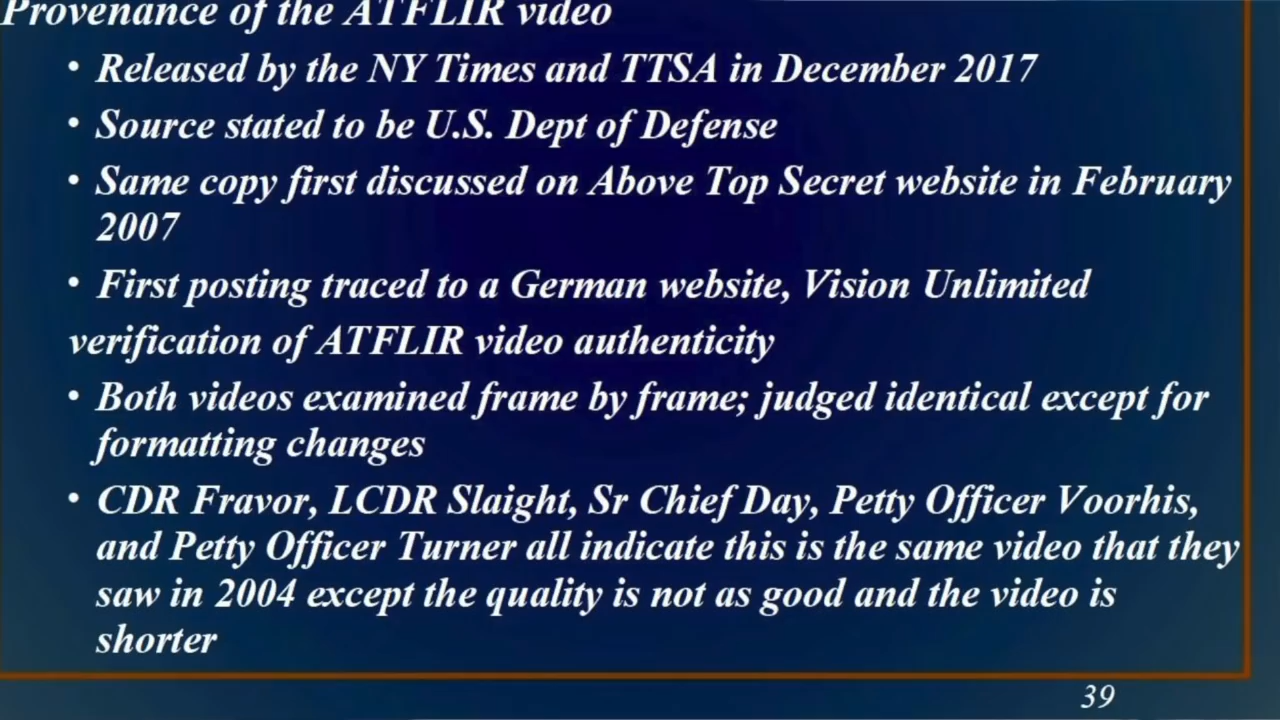 Provenance of the ATFLIR video
• Released by the NY Times and TTSA in December 2017
• Source stated to be U.S. Dept of Defense
• Same copy first discussed on Above Top Secret website in February
2007
• First posting traced to a German website, Vision Unlimited
verification of ATFLIR video authenticity
• Both videos examined frame by frame; judged identical except for
formatting changes
• CDR Fravor, LCDR Slaight, Sr Chief Day, Petty Officer Voorhis,
and Petty Officer Turner all indicate this is the same video that they
saw in 2004 except the quality is not as good and the video is
shorter
39